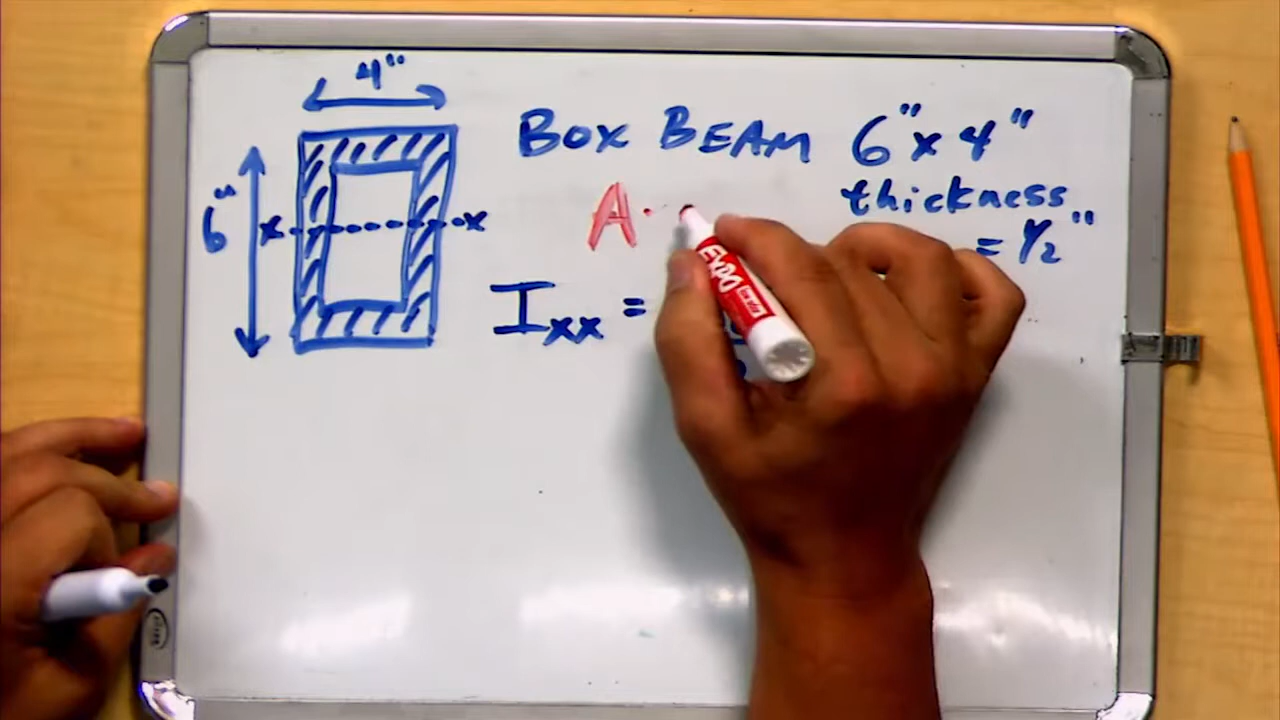 4"
BOX BEAM 6" x 4"
thickness
= 1/2"
6"
x x
A
EXPO
Ixx =